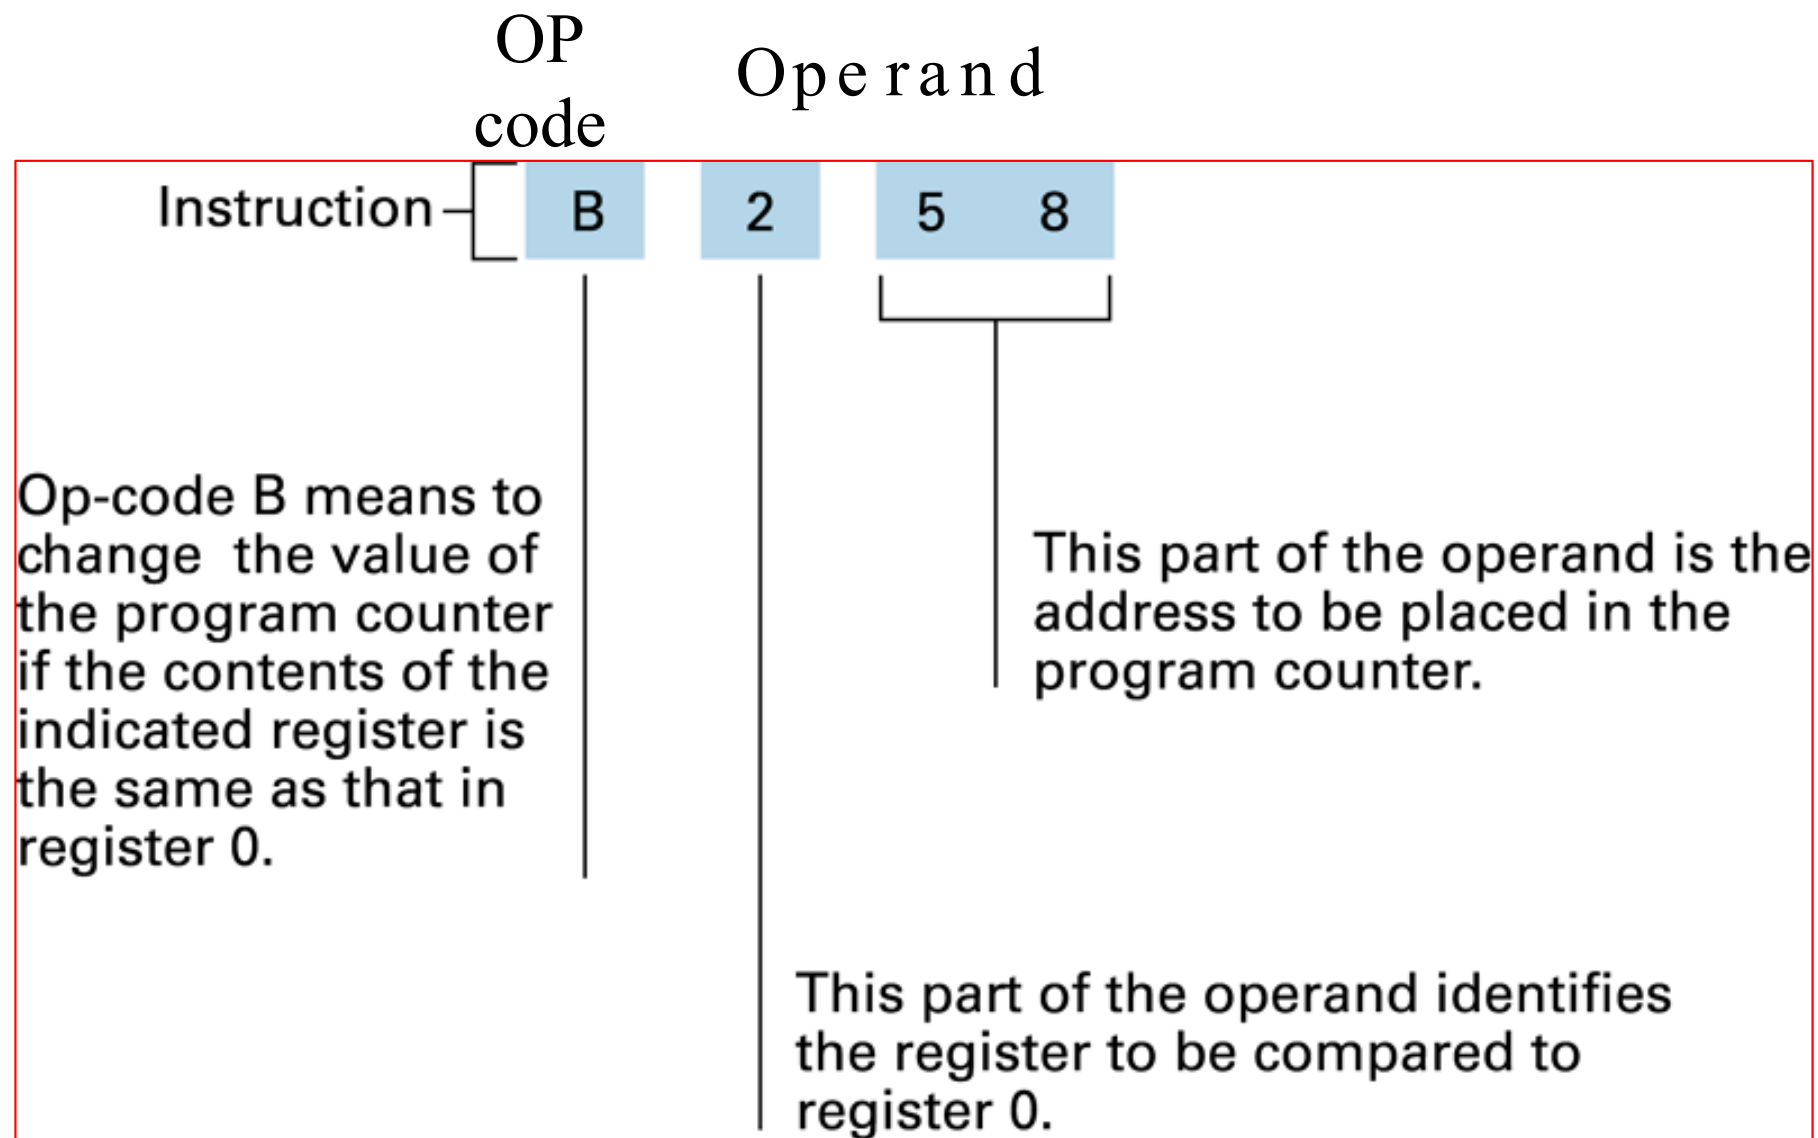 OP
code
Operand
Instruction
B 2 5 8
Op-code B means to
change the value of
the program counter
if the contents of the
indicated register is
the same as that in
register 0.
This part of the operand is the
address to be placed in the
program counter.
This part of the operand identifies
the register to be compared to
register 0.